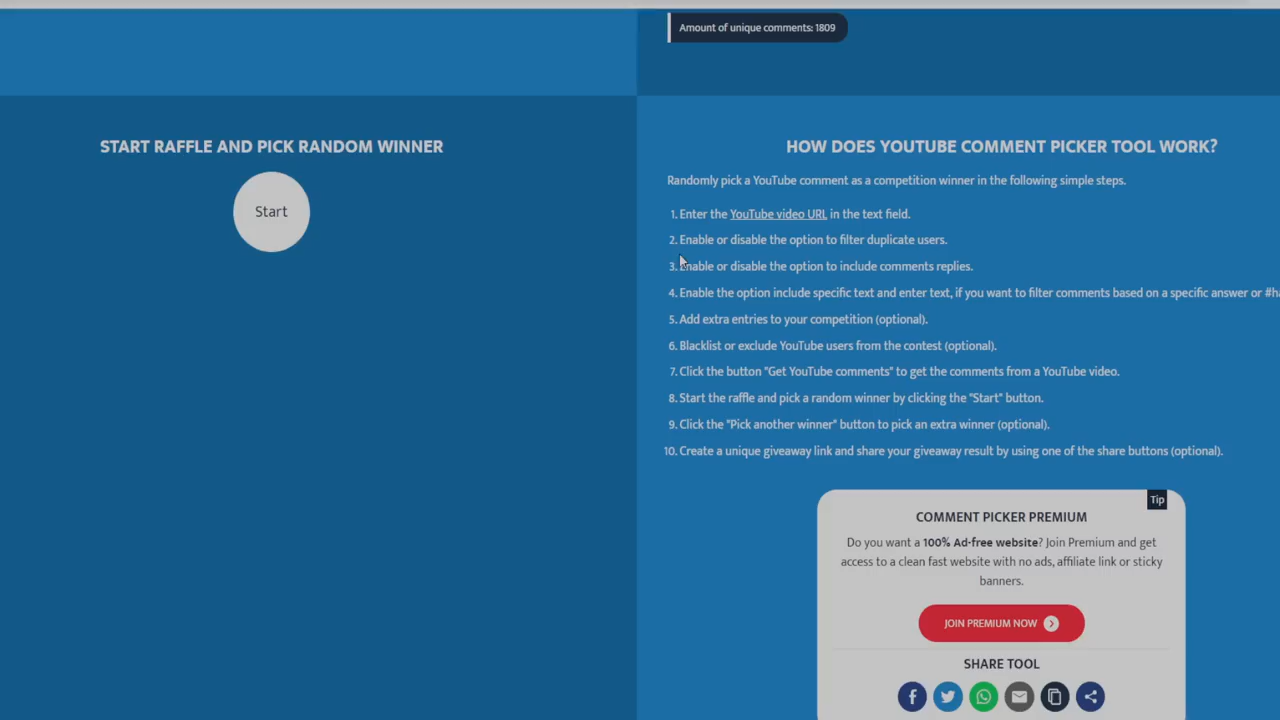 Amount of unique comments: 1809
START RAFFLE AND PICK RANDOM WINNER
Start
HOW DOES YOUTUBE COMMENT PICKER TOOL WORK?
Randomly pick a YouTube comment as a competition winner in the following simple steps.
1. Enter the YouTube video URL in the text field.
2. Enable or disable the option to filter duplicate users.
3. Enable or disable the option to include comments replies.
4. Enable the option include specific text and enter text, if you want to filter comments based on a specific answer or
5. Add extra entries to your competition (optional).
6. Blacklist or exclude YouTube users from the contest (optional).
7. Click the button "Get YouTube comments" to get the comments from a YouTube video.
8. Start the raffle and pick a random winner by clicking the "Start" button.
9. Click the "Pick another winner" button to pick an extra winner (optional).
10. Create a unique giveaway link and share your giveaway result by using one of the share buttons (optional).
Tip
COMMENT PICKER PREMIUM
Do you want a 100% Ad-free website? Join Premium and get
access to a clean fast website with no ads, affiliate link or sticky
banners.
JOIN PREMIUM NOW
SHARE TOOL